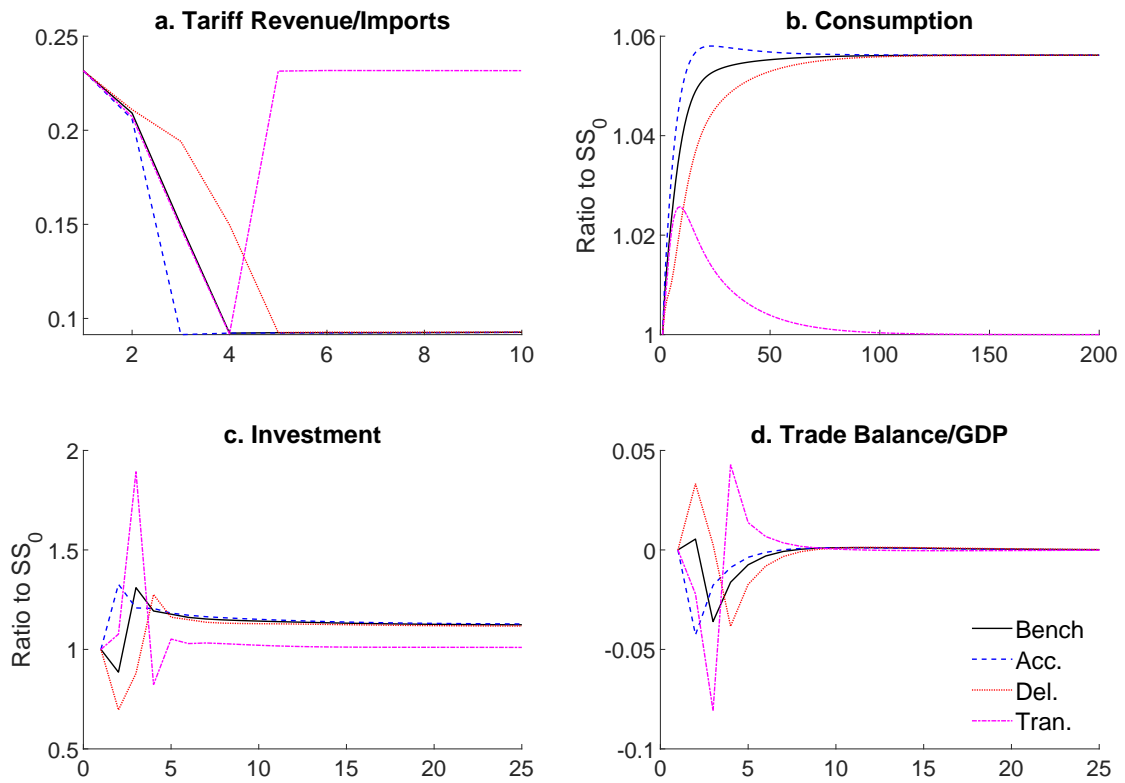 a. Tariff Revenue/Imports
0.25
0.2
0.15
0.1
2 4 6 8 10
b. Consumption
Ratio to SS0
1.06
1.04
1.02
1
0 50 100 150 200
c. Investment
Ratio to SS0
2
1.5
1
0.5
0 5 10 15 20 25
d. Trade Balance/GDP
0.05
0
-0.05
-0.1
0 5 10 15 20 25
Bench
Acc.
Del.
Tran.